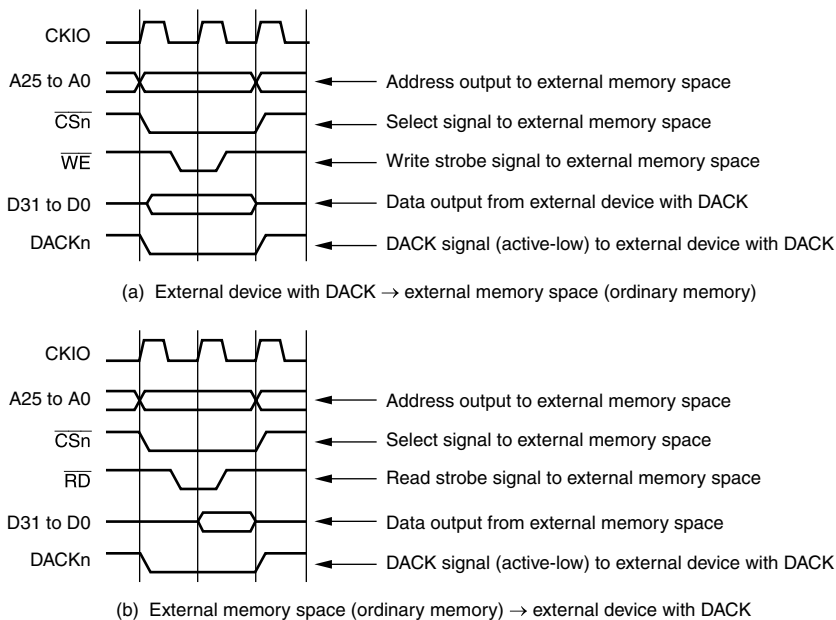 CKIO
A25 to A0 Address output to external memory space
C̅S̅n̅ Select signal to external memory space
W̅E̅ Write strobe signal to external memory space
D31 to D0 Data output from external device with DACK
DACKn DACK signal (active-low) to external device with DACK
(a) External device with DACK → external memory space (ordinary memory)
CKIO
A25 to A0 Address output to external memory space
C̅S̅n̅ Select signal to external memory space
R̅D̅ Read strobe signal to external memory space
D31 to D0 Data output from external memory space
DACKn DACK signal (active-low) to external device with DACK
(b) External memory space (ordinary memory) → external device with DACK